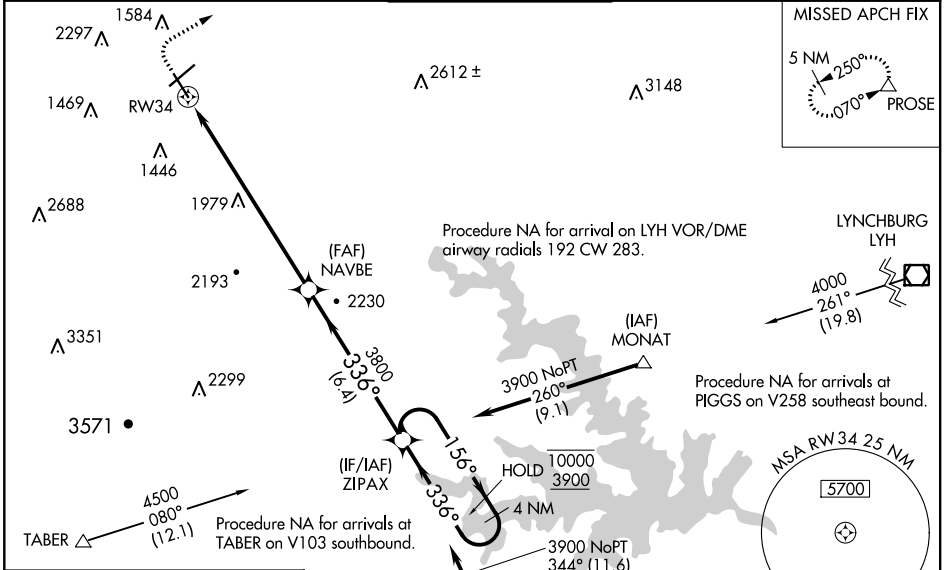 1584
2297
1469
RW34
1446
2612 ±
3148
MISSED APCH FIX
5 NM
250°
070°
PROSE
2688
1979
Procedure NA for arrival on LYH VOR/DME
airway radials 192 CW 283.
LYNCHBURG
LYH
(FAF)
NAVBE
2193
2230
4000
261°
(19.8)
3351
3800
336°
(6.4)
(IAF)
MONAT
3900 NoPT
260°
(9.1)
2299
Procedure NA for arrivals at
PIGGS on V258 southeast bound.
3571
156°
(IF/IAF)
ZIPAX
HOLD
10000
3900
336°
4 NM
MSA RW34 25 NM
5700
4500
080°
(12.1)
TABER
Procedure NA for arrivals at
TABER on V103 southbound.
3900 NoPT
344° (11.6)